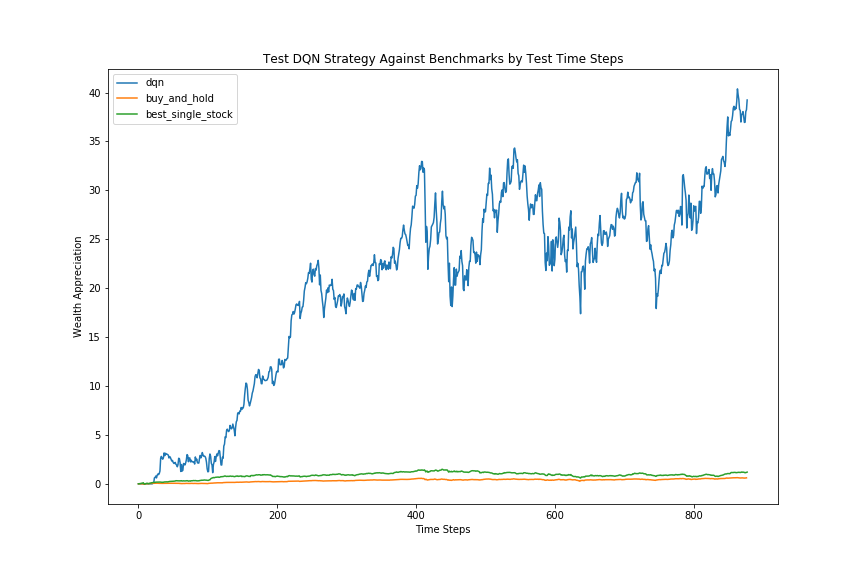 Test DQN Strategy Against Benchmarks by Test Time Steps
dqn
buy_and_hold
best_single_stock
Wealth Appreciation
40
35
30
25
20
15
10
5
0
0 200 400 600 800
Time Steps